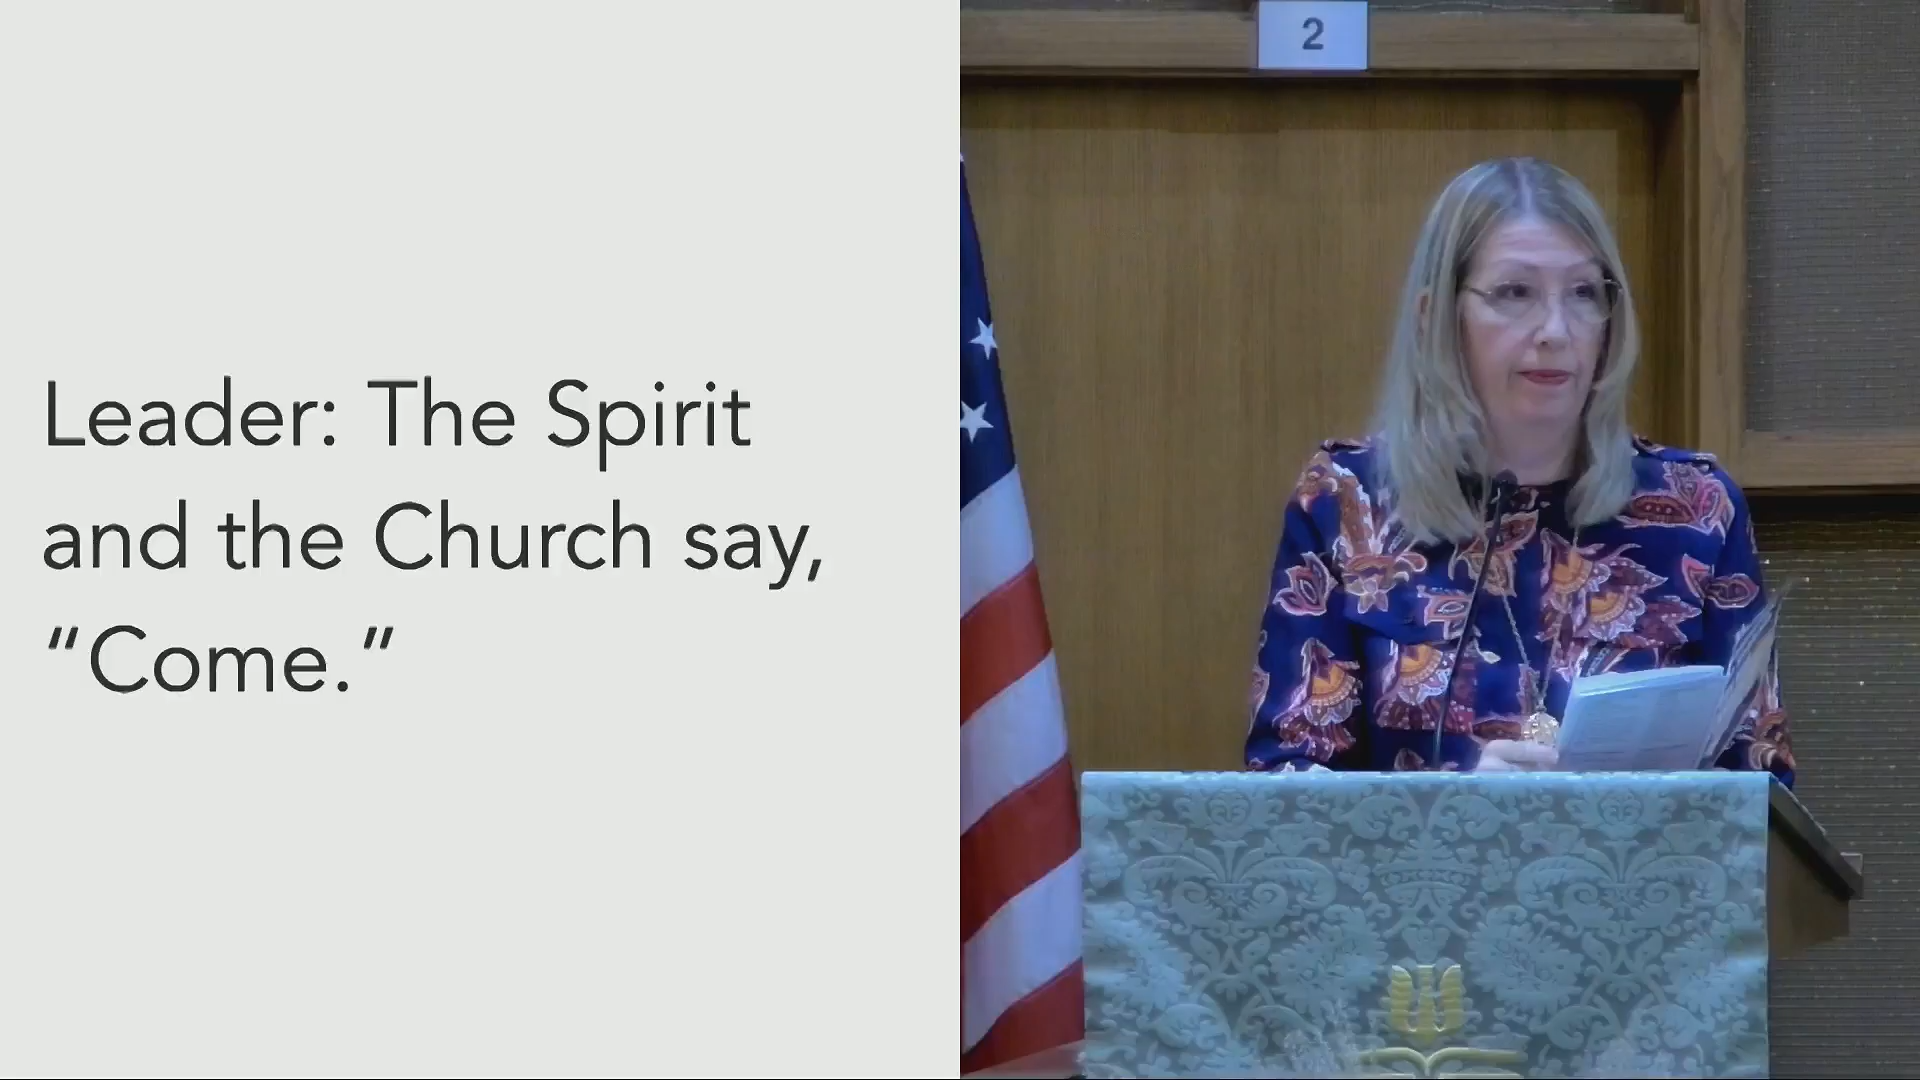 Leader: The Spirit
and the Church say,
“Come.”
2